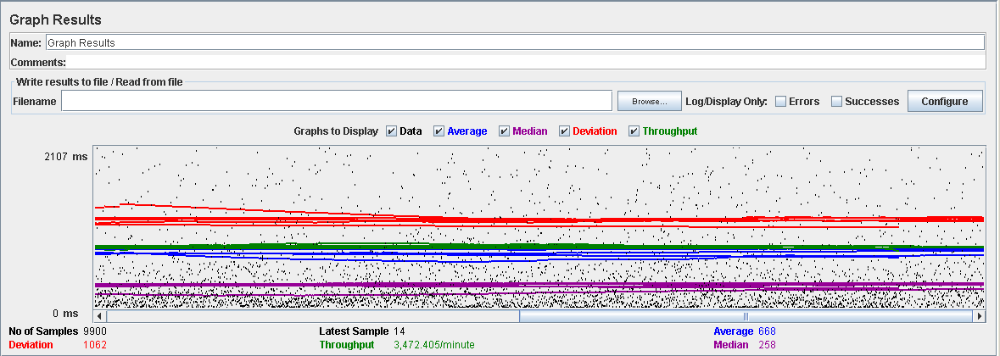 Graph Results
Name: Graph Results
Comments:
Write results to file / Read from file
Filename Browse... Log/Display Only: Errors Successes Configure
Graphs to Display Data Average Median Deviation Throughput
2107 ms
0 ms
No of Samples 9900 Latest Sample 14 Average 668
Deviation 1062 Throughput 3,472.405/minute Median 258